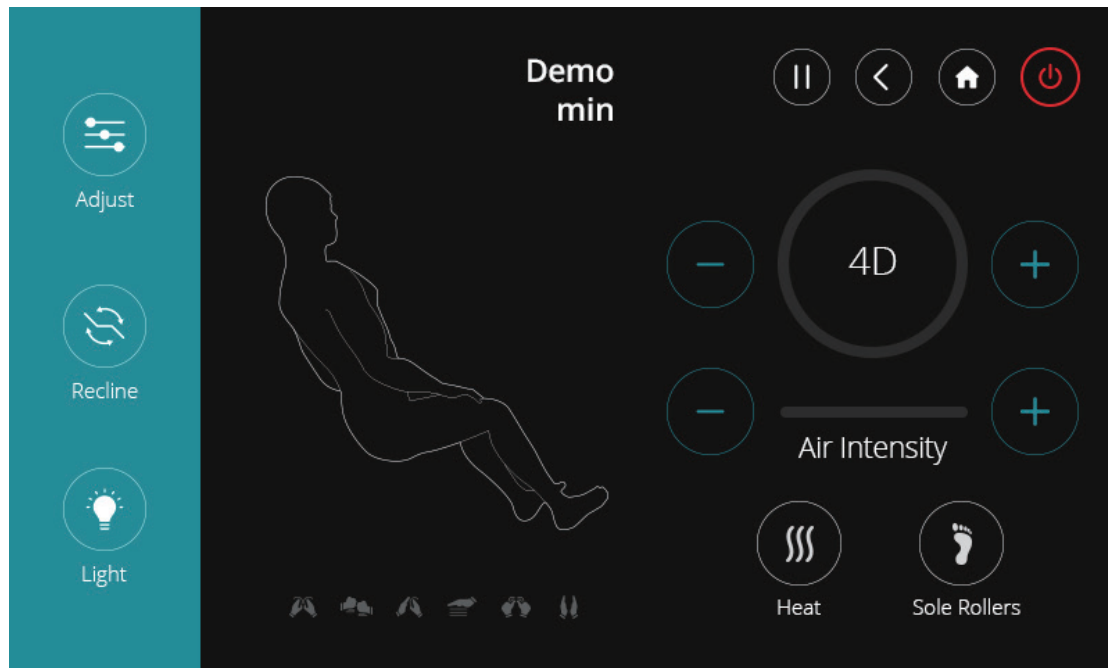 Demo
min
Adjust
Recline
Light
4D
Air Intensity
Heat
Sole Rollers